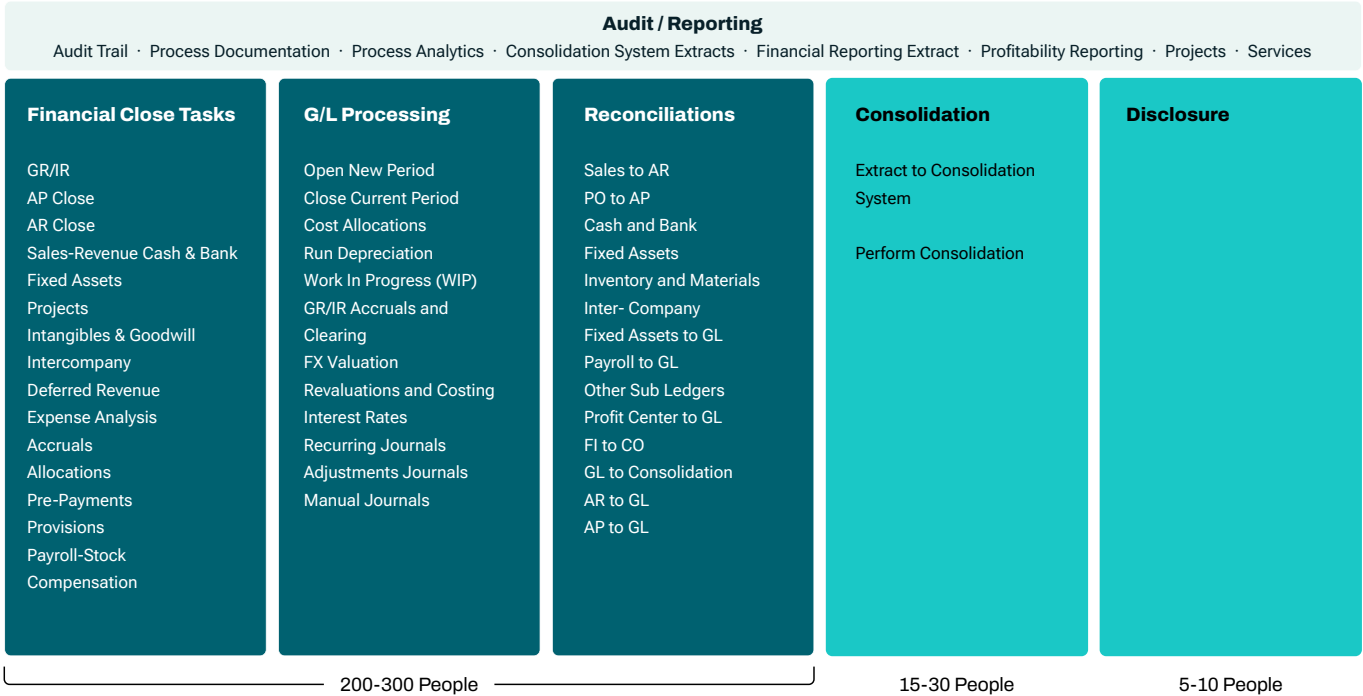 Audit / Reporting
Audit Trail · Process Documentation · Process Analytics · Consolidation System Extracts · Financial Reporting Extract · Profitability Reporting · Projects · Services
Financial Close Tasks
GR/IR
AP Close
AR Close
Sales-Revenue Cash & Bank
Fixed Assets
Projects
Intangibles & Goodwill
Intercompany
Deferred Revenue
Expense Analysis
Accruals
Allocations
Pre-Payments
Provisions
Payroll-Stock
Compensation
G/L Processing
Open New Period
Close Current Period
Cost Allocations
Run Depreciation
Work In Progress (WIP)
GR/IR Accruals and
Clearing
FX Valuation
Revaluations and Costing
Interest Rates
Recurring Journals
Adjustments Journals
Manual Journals
Reconciliations
Sales to AR
PO to AP
Cash and Bank
Fixed Assets
Inventory and Materials
Inter- Company
Fixed Assets to GL
Payroll to GL
Other Sub Ledgers
Profit Center to GL
FI to CO
GL to Consolidation
AR to GL
AP to GL
Consolidation
Extract to Consolidation
System
Perform Consolidation
Disclosure
200-300 People
15-30 People
5-10 People